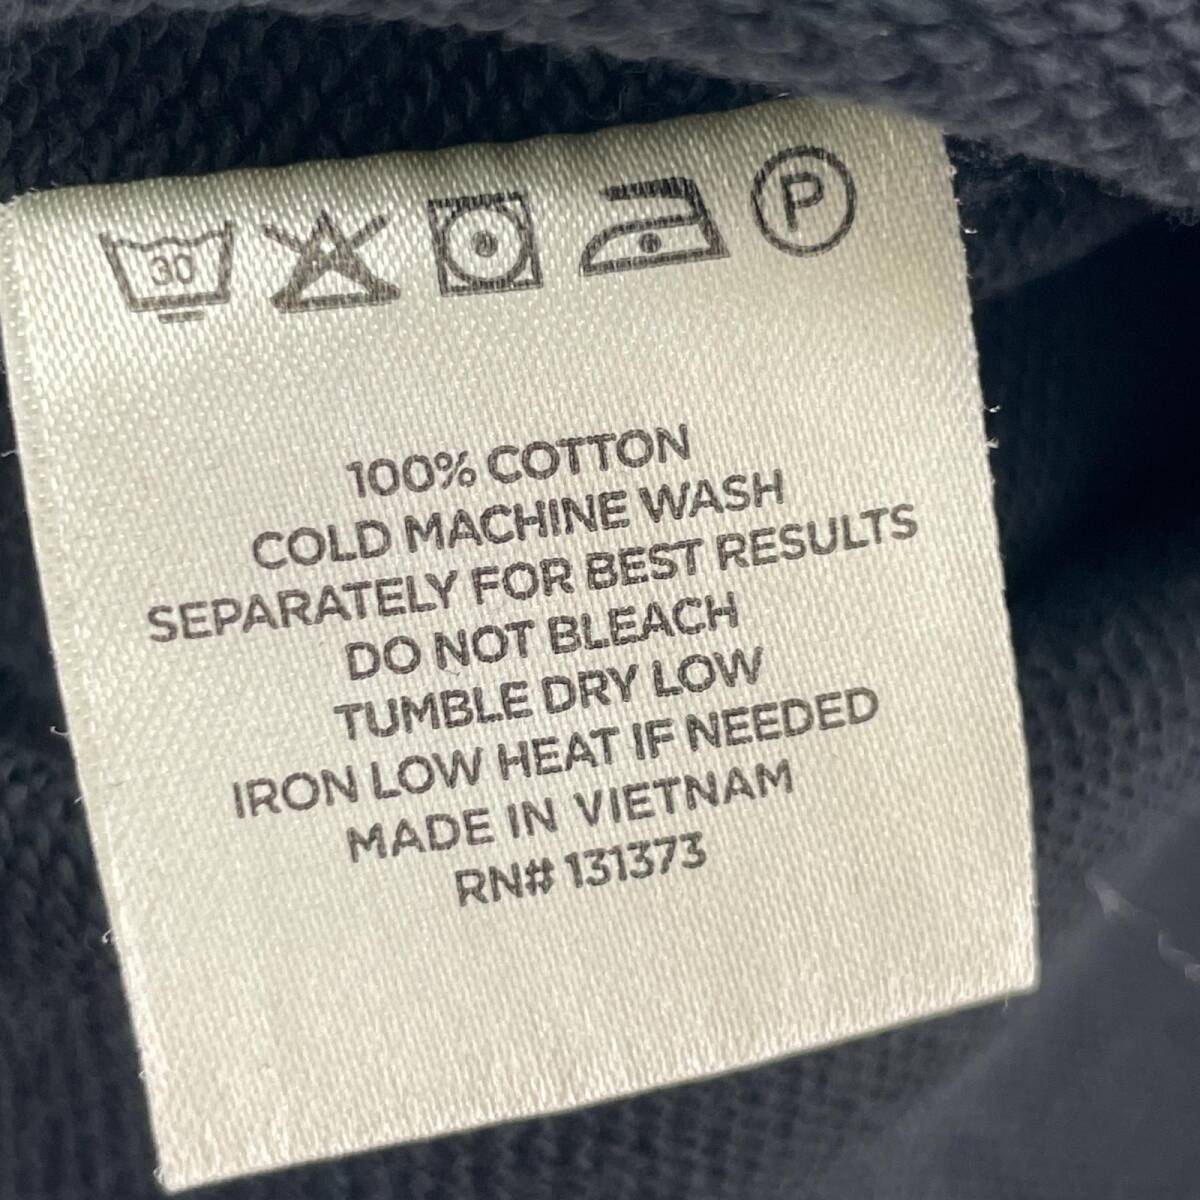 30 P
100% COTTON
COLD MACHINE WASH
SEPARATELY FOR BEST RESULTS
DO NOT BLEACH
TUMBLE DRY LOW
IRON LOW HEAT IF NEEDED
MADE IN VIETNAM
RN# 131373